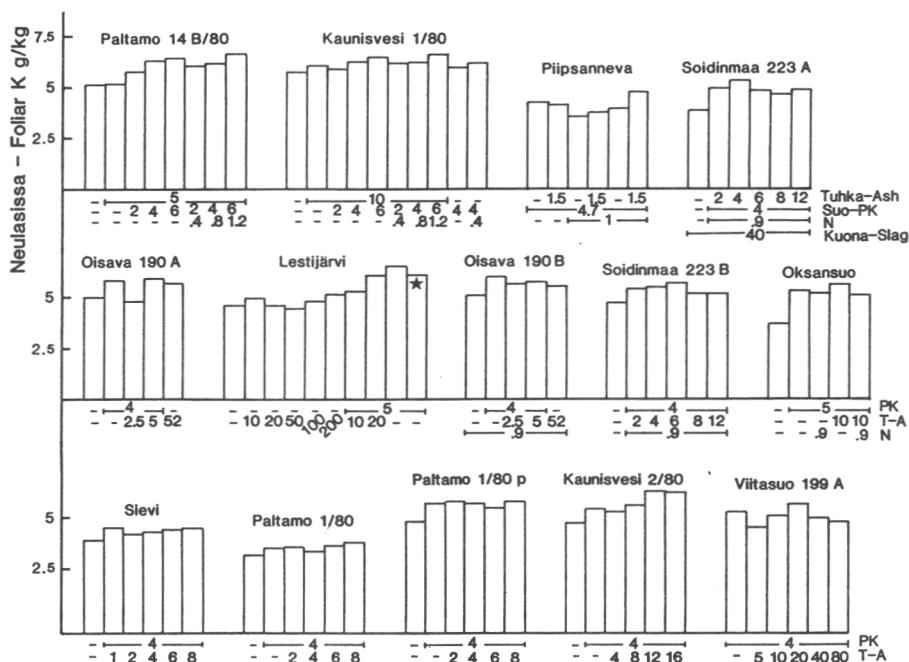 Neulasissa – Foliar K g/kg
7.5
5
2.5
Paltamo 14 B/80
Kaunisvesi 1/80
Piipsanneva
Soidinmaa 223 A
- 5
- - 2 4 6 2 4 6
- - - - - .4 .8 1.2
- 10
- - 2 4 6 2 4 6 4 4
- - - - - .4 .8 1.2 - .4
- 1.5 - 1.5 - 1.5
4.7
- - 1
- 2 4 6 8 12 Tuhka-Ash
- 4 Suo-PK
- .9 N
40 Kuona-Slag
5
2.5
Oisava 190 A
Lestijärvi
Oisava 190 B
Soidinmaa 223 B
Oksansuo
- 4 -
- - 2.5 5 52
- - - - - - 5
- 10 20 50 100 200 10 20 - -
- 4 -
- - 2.5 5 52
.9
- 4
- 2 4 6 8 12
- .9
- 5 PK
- - - 10 10 T-A
- - .9 - .9 N
5
2.5
Sievi
Paltamo 1/80
Paltamo 1/80 p
Kaunisvesi 2/80
Viitasuo 199 A
- 4
- 1 2 4 6 8
- 4
- - 2 4 6 8
- 4
- - 2 4 6 8
- 4
- - 4 8 12 16
4 PK
- 5 10 20 40 80 T-A